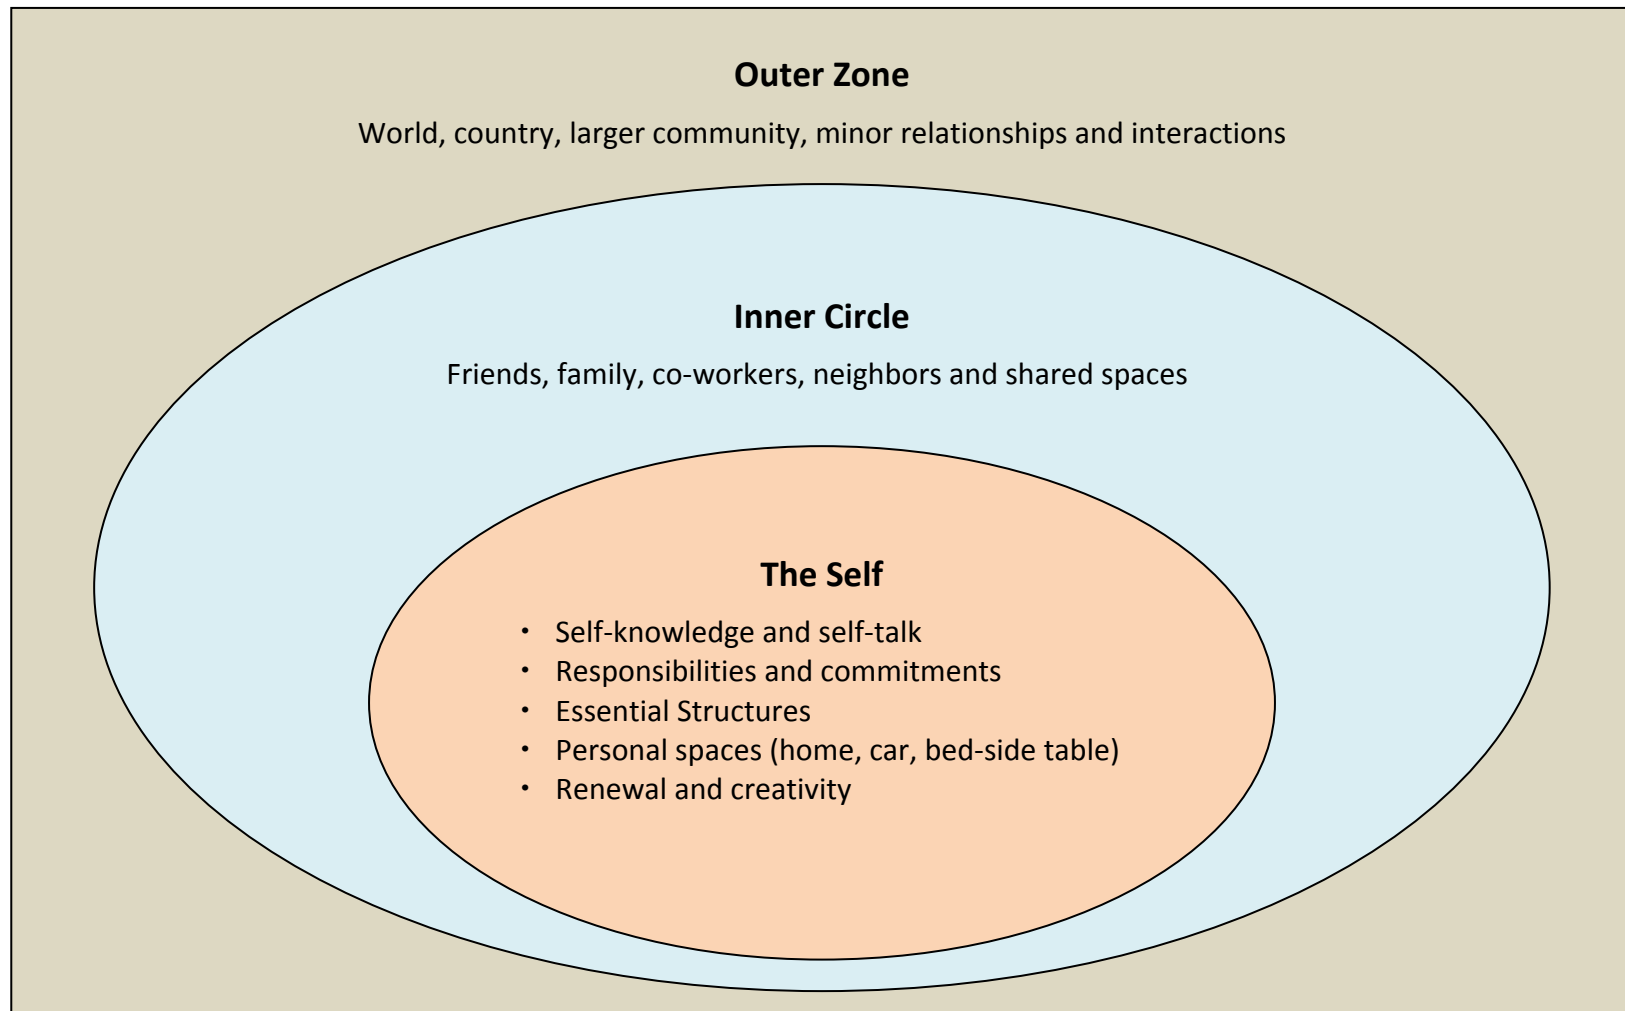 Outer Zone
World, country, larger community, minor relationships and interactions
Inner Circle
Friends, family, co-workers, neighbors and shared spaces
The Self
· Self-knowledge and self-talk
· Responsibilities and commitments
· Essential Structures
· Personal spaces (home, car, bed-side table)
· Renewal and creativity